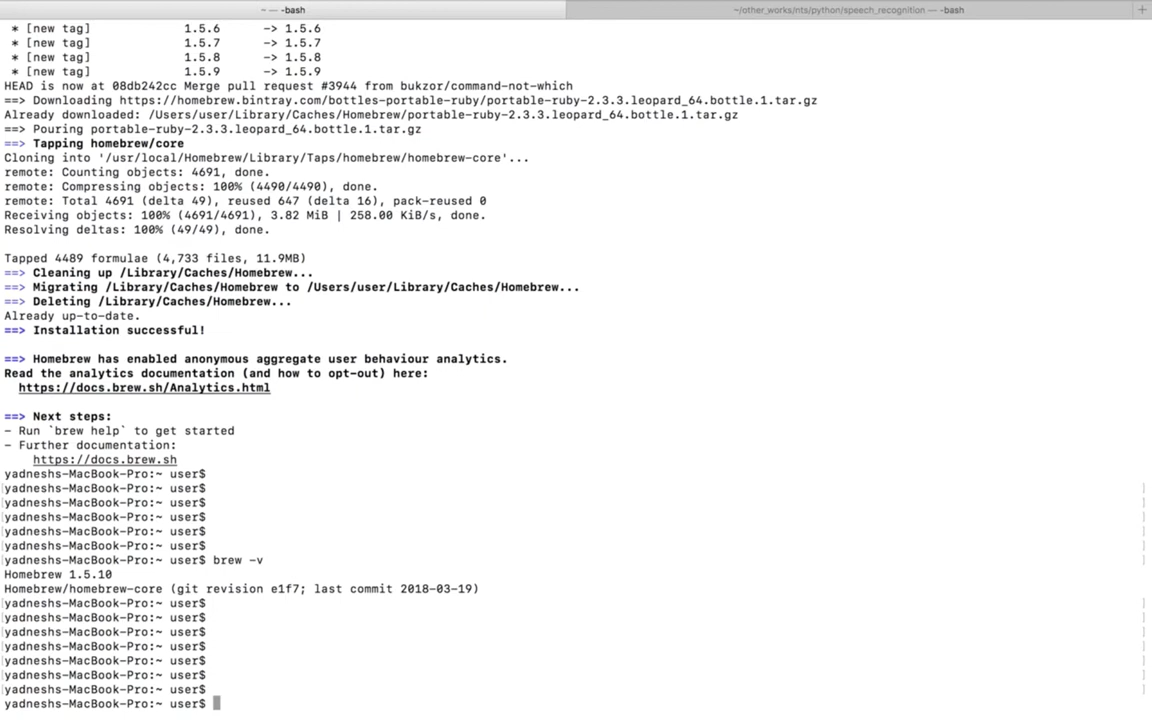 ~ — -bash
~/other_works/nts/python/speech_recognition — -bash
* [new tag] 1.5.6 -> 1.5.6
* [new tag] 1.5.7 -> 1.5.7
* [new tag] 1.5.8 -> 1.5.8
* [new tag] 1.5.9 -> 1.5.9
HEAD is now at 08db242cc Merge pull request #3944 from bukzor/command-not-which
==> Downloading https://homebrew.bintray.com/bottles-portable-ruby/portable-ruby-2.3.3.leopard_64.bottle.1.tar.gz
Already downloaded: /Users/user/Library/Caches/Homebrew/portable-ruby-2.3.3.leopard_64.bottle.1.tar.gz
==> Pouring portable-ruby-2.3.3.leopard_64.bottle.1.tar.gz
==> Tapping homebrew/core
Cloning into '/usr/local/Homebrew/Library/Taps/homebrew/homebrew-core'...
remote: Counting objects: 4691, done.
remote: Compressing objects: 100% (4490/4490), done.
remote: Total 4691 (delta 49), reused 647 (delta 16), pack-reused 0
Receiving objects: 100% (4691/4691), 3.82 MiB | 258.00 KiB/s, done.
Resolving deltas: 100% (49/49), done.
Tapped 4489 formulae (4,733 files, 11.9MB)
==> Cleaning up /Library/Caches/Homebrew...
==> Migrating /Library/Caches/Homebrew to /Users/user/Library/Caches/Homebrew...
==> Deleting /Library/Caches/Homebrew...
Already up-to-date.
==> Installation successful!
==> Homebrew has enabled anonymous aggregate user behaviour analytics.
Read the analytics documentation (and how to opt-out) here:
https://docs.brew.sh/Analytics.html
==> Next steps:
- Run `brew help` to get started
- Further documentation:
https://docs.brew.sh
yadneshs-MacBook-Pro:~ user$
yadneshs-MacBook-Pro:~ user$
yadneshs-MacBook-Pro:~ user$
yadneshs-MacBook-Pro:~ user$
yadneshs-MacBook-Pro:~ user$
yadneshs-MacBook-Pro:~ user$
yadneshs-MacBook-Pro:~ user$ brew -v
Homebrew 1.5.10
Homebrew/homebrew-core (git revision e1f7; last commit 2018-03-19)
yadneshs-MacBook-Pro:~ user$
yadneshs-MacBook-Pro:~ user$
yadneshs-MacBook-Pro:~ user$
yadneshs-MacBook-Pro:~ user$
yadneshs-MacBook-Pro:~ user$
yadneshs-MacBook-Pro:~ user$
yadneshs-MacBook-Pro:~ user$
yadneshs-MacBook-Pro:~ user$